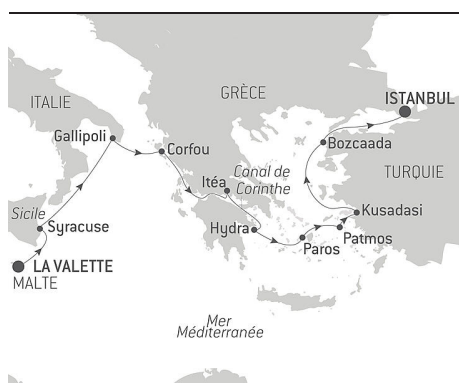 ITALIE
GRÈCE
ISTANBUL
Gallipoli
Corfou
Bozcaada
Itéa
Canal de
Corinthe
TURQUIE
Sicile
Syracuse
Kusadasi
Hydra
Patmos
Paros
LA VALETTE
MALTE
Mer
Méditerranée